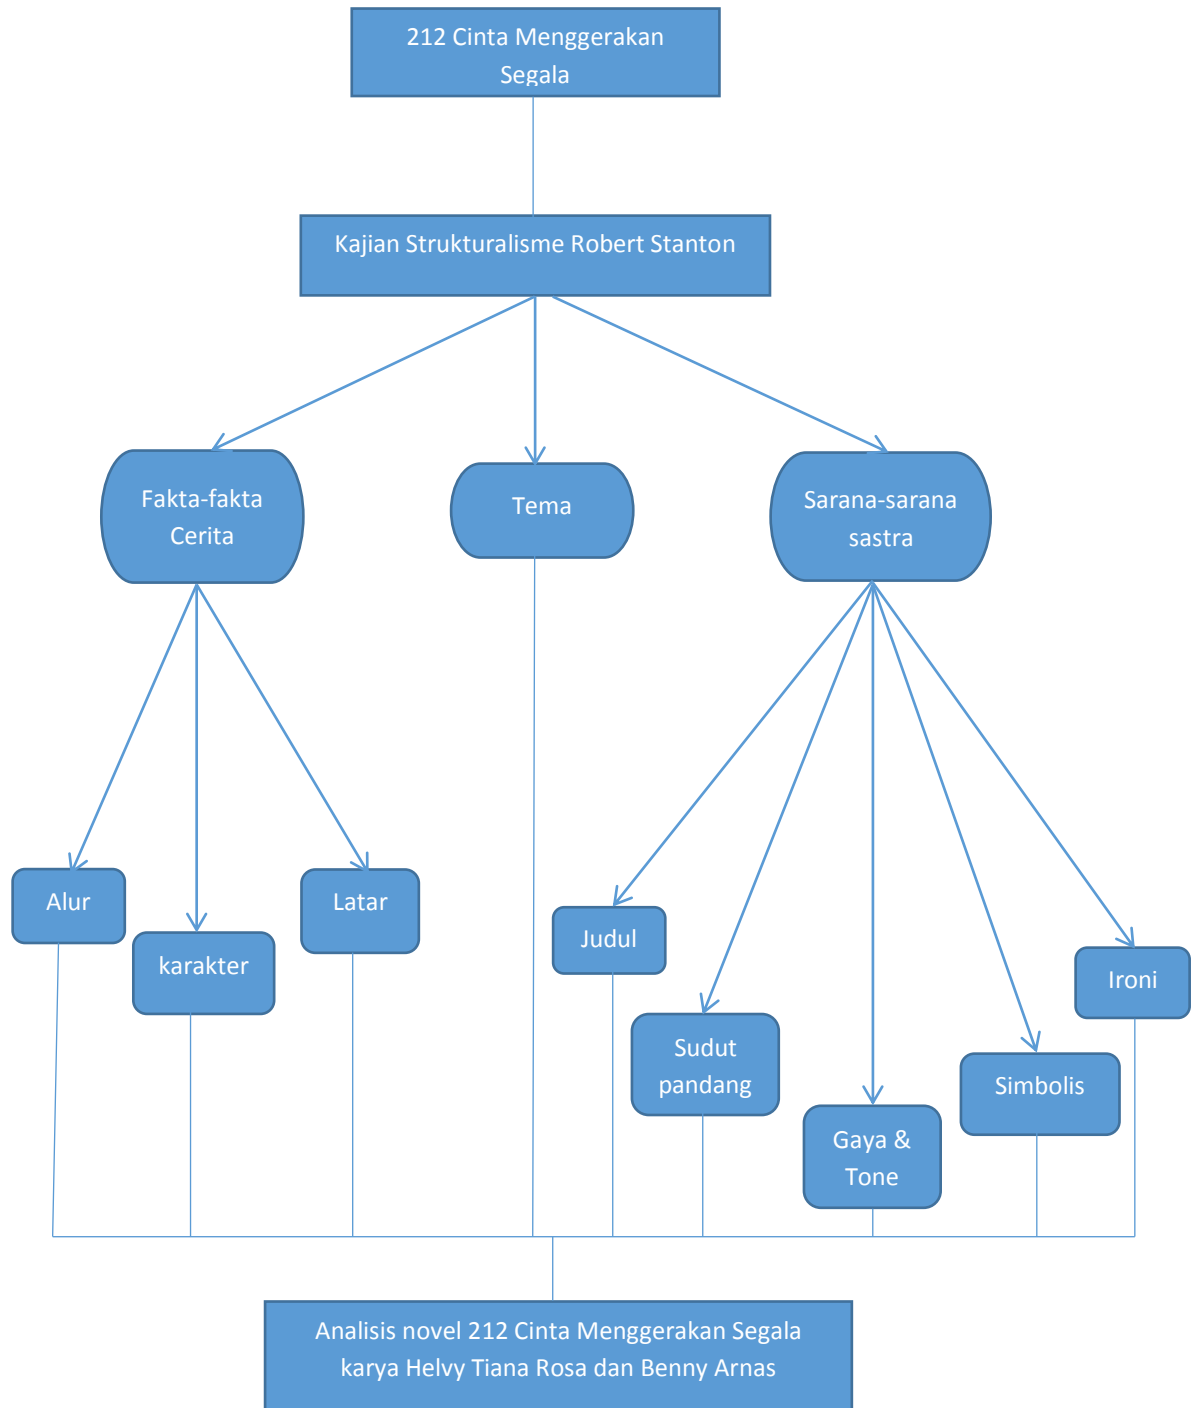 212 Cinta Menggerakan
Segala
Kajian Strukturalisme Robert Stanton
Fakta-fakta
Cerita
Tema
Sarana-sarana
sastra
Alur
karakter
Latar
Judul
Sudut
pandang
Gaya &
Tone
Simbolis
Ironi
Analisis novel 212 Cinta Menggerakan Segala
karya Helvy Tiana Rosa dan Benny Arnas